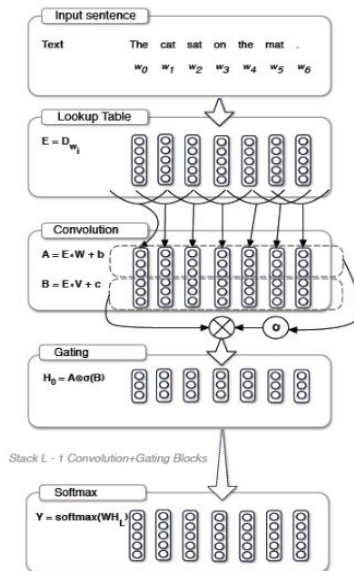 Input sentence
Text The cat sat on the mat .
w0 w1 w2 w3 w4 w5 w6
Lookup Table
E = Dwi
Convolution
A = E∗W + b
B = E∗V + c
σ
Gating
H0 = A⊗σ(B)
Stack L - 1 Convolution+Gating Blocks
Softmax
Y = softmax(WHL)